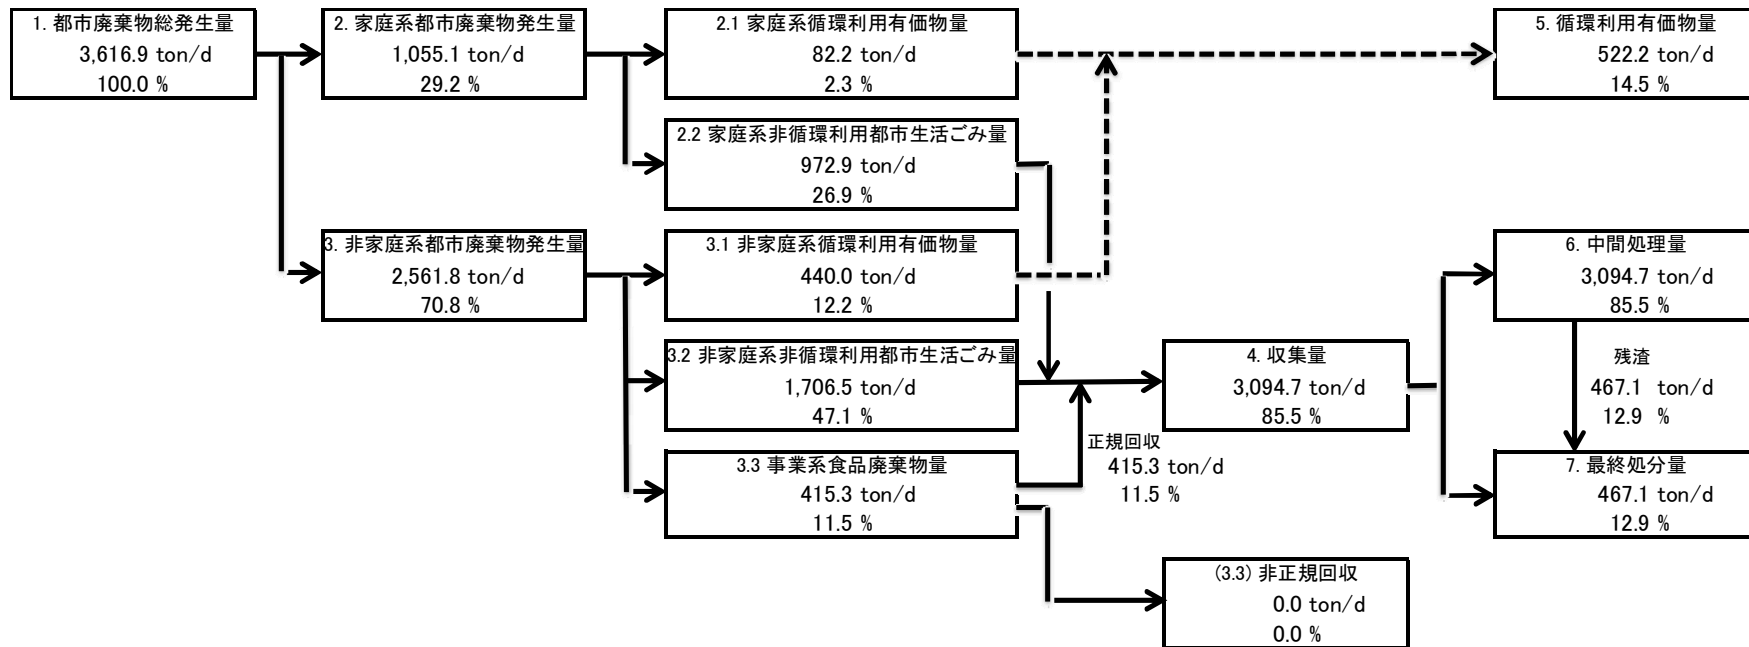 1. 都市廃棄物総発生量
3,616.9 ton/d
100.0 %
2. 家庭系都市廃棄物発生量
1,055.1 ton/d
29.2 %
2.1 家庭系循環利用有価物量
82.2 ton/d
2.3 %
5. 循環利用有価物量
522.2 ton/d
14.5 %
2.2 家庭系非循環利用都市生活ごみ量
972.9 ton/d
26.9 %
3. 非家庭系都市廃棄物発生量
2,561.8 ton/d
70.8 %
3.1 非家庭系循環利用有価物量
440.0 ton/d
12.2 %
6. 中間処理量
3,094.7 ton/d
85.5 %
3.2 非家庭系非循環利用都市生活ごみ量
1,706.5 ton/d
47.1 %
4. 収集量
3,094.7 ton/d
85.5 %
残渣
467.1 ton/d
12.9 %
正規回収
415.3 ton/d
11.5 %
3.3 事業系食品廃棄物量
415.3 ton/d
11.5 %
7. 最終処分量
467.1 ton/d
12.9 %
(3.3) 非正規回収
0.0 ton/d
0.0 %